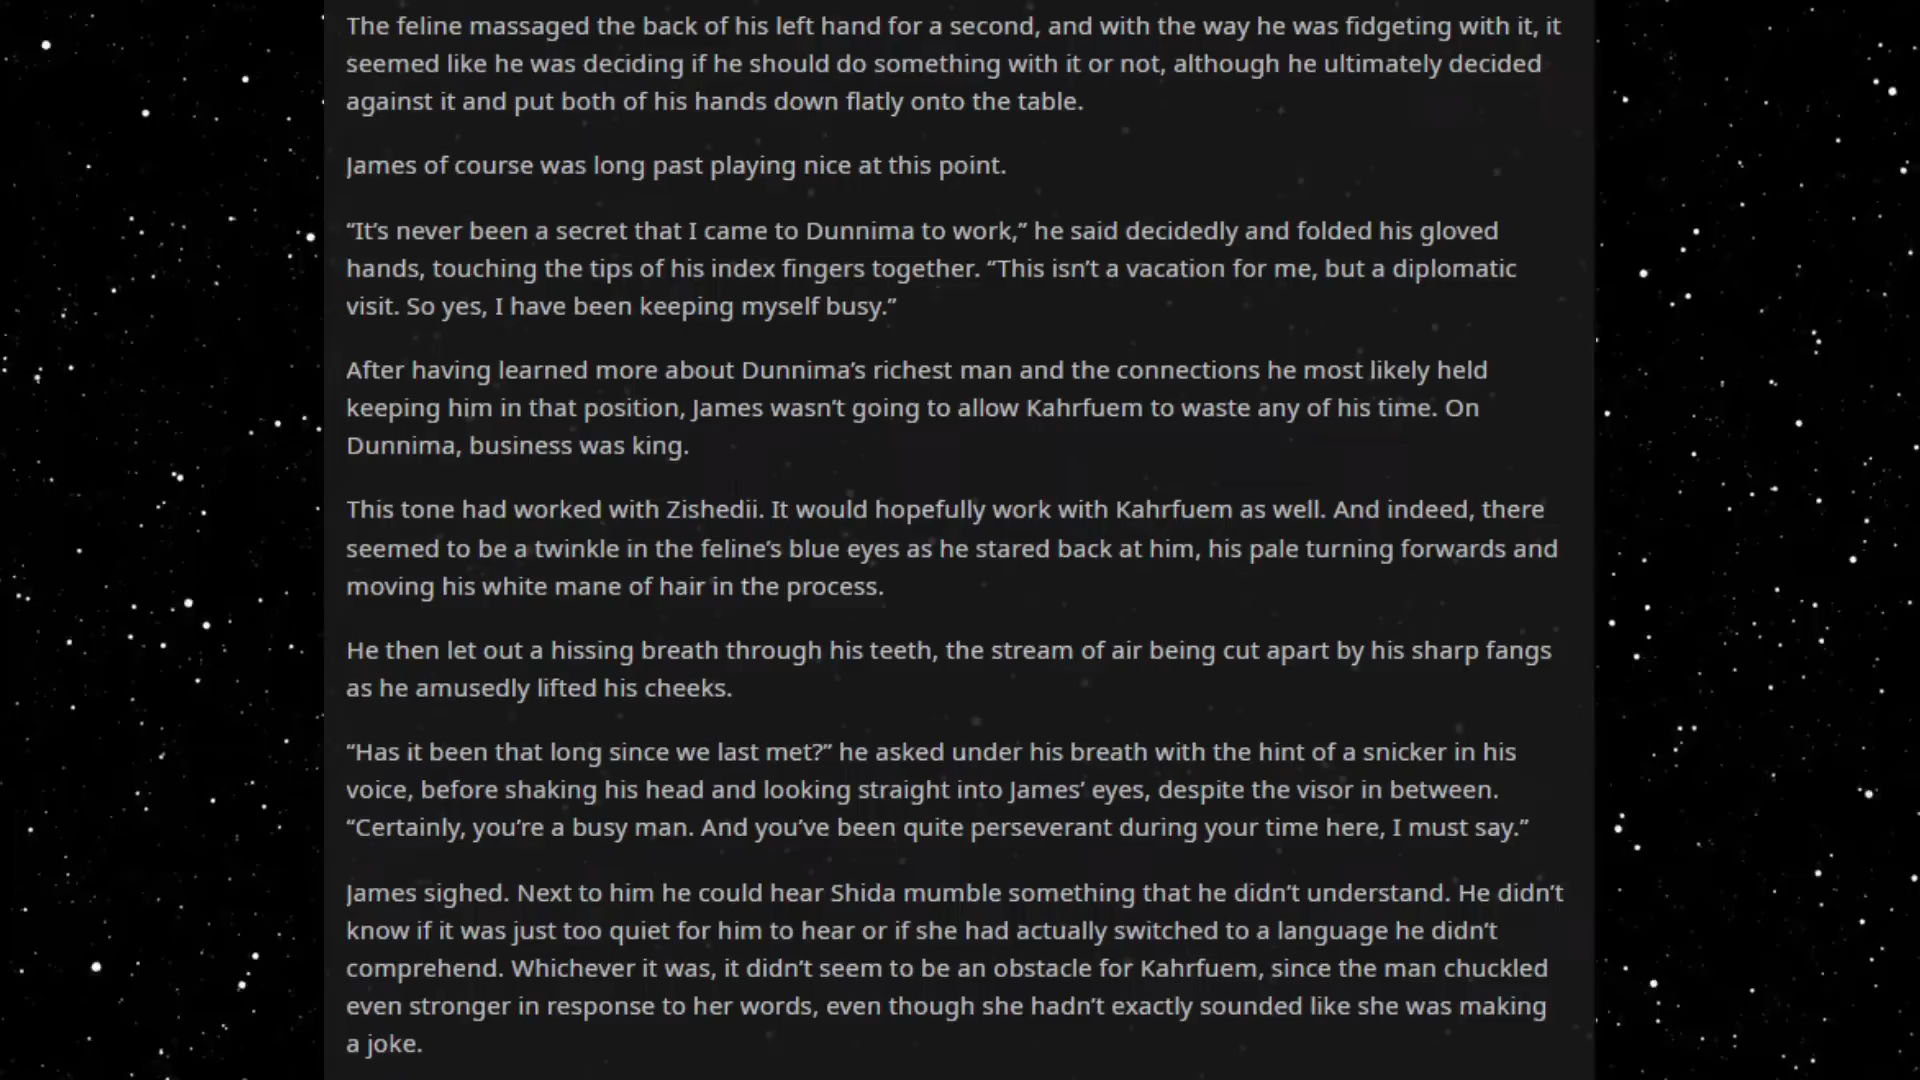 The feline massaged the back of his left hand for a second, and with the way he was fidgeting with it, it
seemed like he was deciding if he should do something with it or not, although he ultimately decided
against it and put both of his hands down flatly onto the table.
James of course was long past playing nice at this point.
“It’s never been a secret that I came to Dunnima to work,” he said decidedly and folded his gloved
hands, touching the tips of his index fingers together. “This isn’t a vacation for me, but a diplomatic
visit. So yes, I have been keeping myself busy.”
After having learned more about Dunnima’s richest man and the connections he most likely held
keeping him in that position, James wasn’t going to allow Kahrfuem to waste any of his time. On
Dunnima, business was king.
This tone had worked with Zishedii. It would hopefully work with Kahrfuem as well. And indeed, there
seemed to be a twinkle in the feline’s blue eyes as he stared back at him, his pale turning forwards and
moving his white mane of hair in the process.
He then let out a hissing breath through his teeth, the stream of air being cut apart by his sharp fangs
as he amusedly lifted his cheeks.
“Has it been that long since we last met?” he asked under his breath with the hint of a snicker in his
voice, before shaking his head and looking straight into James’ eyes, despite the visor in between.
“Certainly, you’re a busy man. And you’ve been quite perseverant during your time here, I must say.”
James sighed. Next to him he could hear Shida mumble something that he didn’t understand. He didn’t
know if it was just too quiet for him to hear or if she had actually switched to a language he didn’t
comprehend. Whichever it was, it didn’t seem to be an obstacle for Kahrfuem, since the man chuckled
even stronger in response to her words, even though she hadn’t exactly sounded like she was making
a joke.